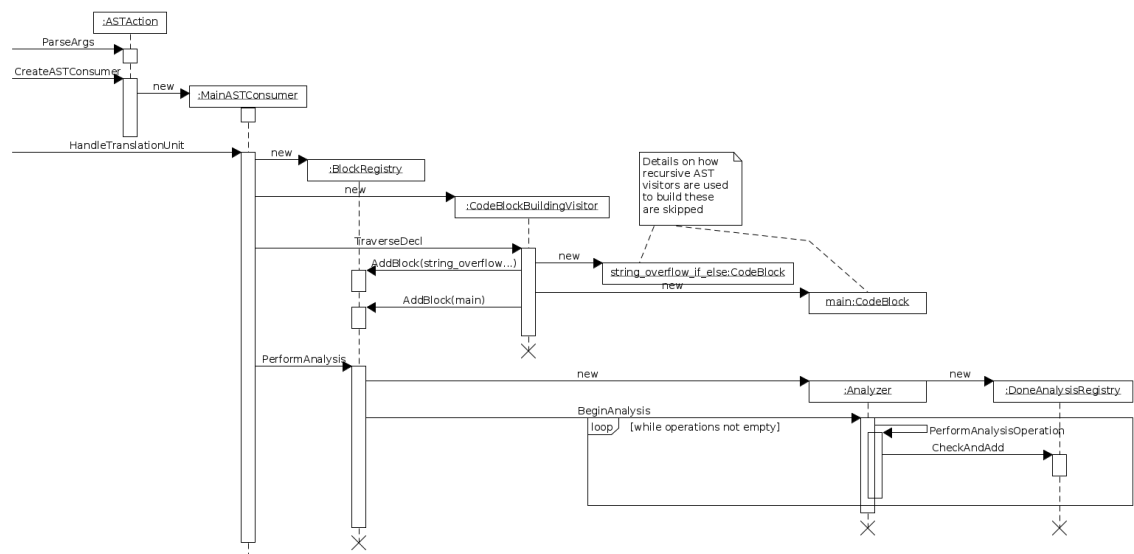 :ASTAction
ParseArgs
CreateASTConsumer
new
:MainASTConsumer
HandleTranslationUnit
new
:BlockRegistry
Details on how
recursive AST
visitors are used
to build these
are skipped
new
:CodeBlockBuildingVisitor
TraverseDecl
new
AddBlock(string_overflow...)
string_overflow_if_else:CodeBlock
new
AddBlock(main)
main:CodeBlock
PerformAnalysis
new
new
:Analyzer
:DoneAnalysisRegistry
BeginAnalysis
loop [while operations not empty]
PerformAnalysisOperation
CheckAndAdd